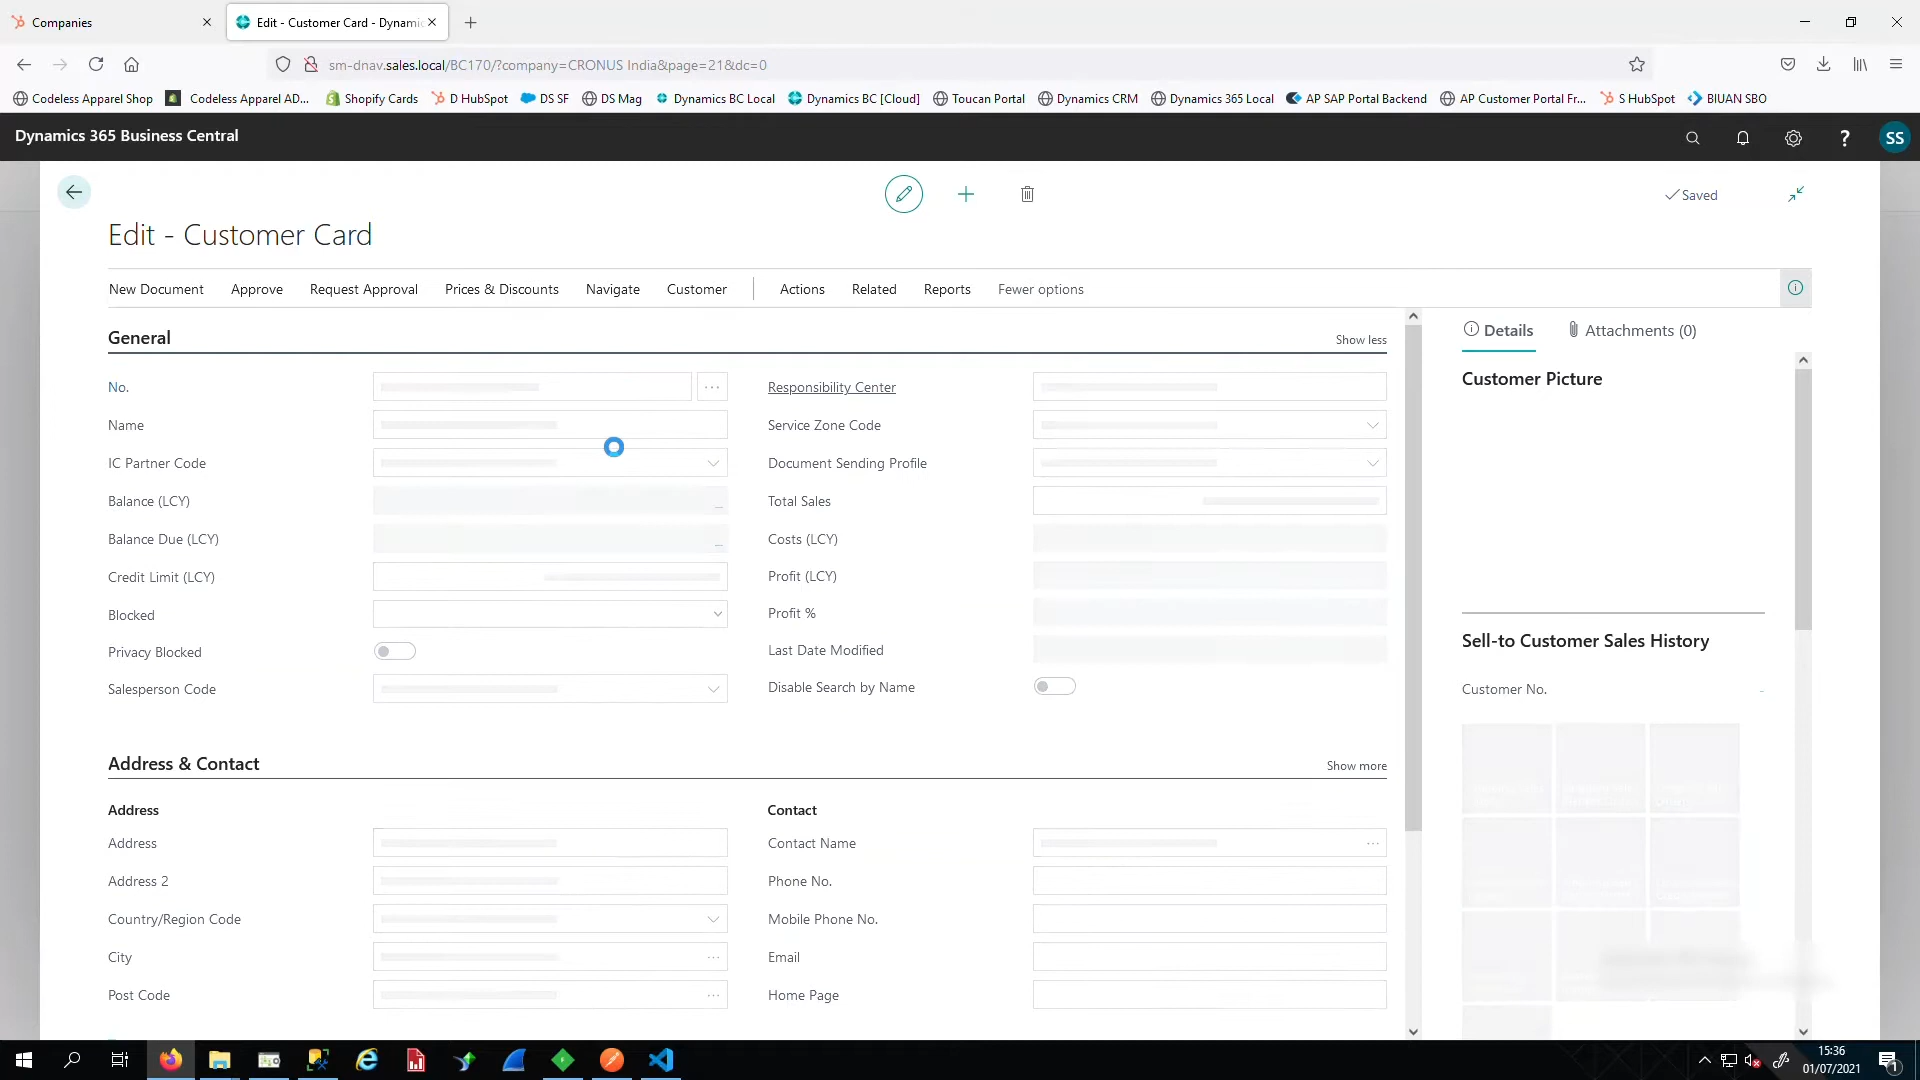 Companies
Edit - Customer Card - Dynami
sm-dnav.sales.local/BC170/?company=CRONUS India&page=21&dc=0
Codeless Apparel Shop Codeless Apparel AD... Shopify Cards D HubSpot DS SF DS Mag Dynamics BC Local Dynamics BC [Cloud] Toucan Portal Dynamics CRM Dynamics 365 Local AP SAP Portal Backend AP Customer Portal Fr... S HubSpot BIUAN SBO
Dynamics 365 Business Central
? SS
Saved
Edit - Customer Card
New Document Approve Request Approval Prices & Discounts Navigate Customer Actions Related Reports Fewer options
General Show less
No.
Name
IC Partner Code
Balance (LCY)
Balance Due (LCY)
Credit Limit (LCY)
Blocked
Privacy Blocked
Salesperson Code
Responsibility Center
Service Zone Code
Document Sending Profile
Total Sales
Costs (LCY)
Profit (LCY)
Profit %
Last Date Modified
Disable Search by Name
Address & Contact Show more
Address
Address
Address 2
Country/Region Code
City
Post Code
Contact
Contact Name
Phone No.
Mobile Phone No.
Email
Home Page
Details Attachments (0)
Customer Picture
Sell-to Customer Sales History
Customer No.
15:36
01/07/2021
1